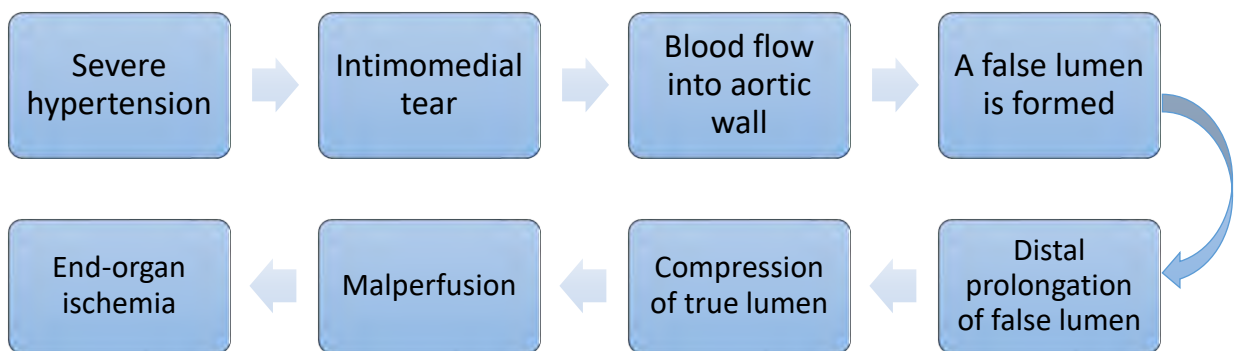 Severe
hypertension
Intimomedial
tear
Blood flow
into aortic
wall
A false lumen
is formed
Distal
prolongation
of false lumen
Compression
of true lumen
Malperfusion
End-organ
ischemia